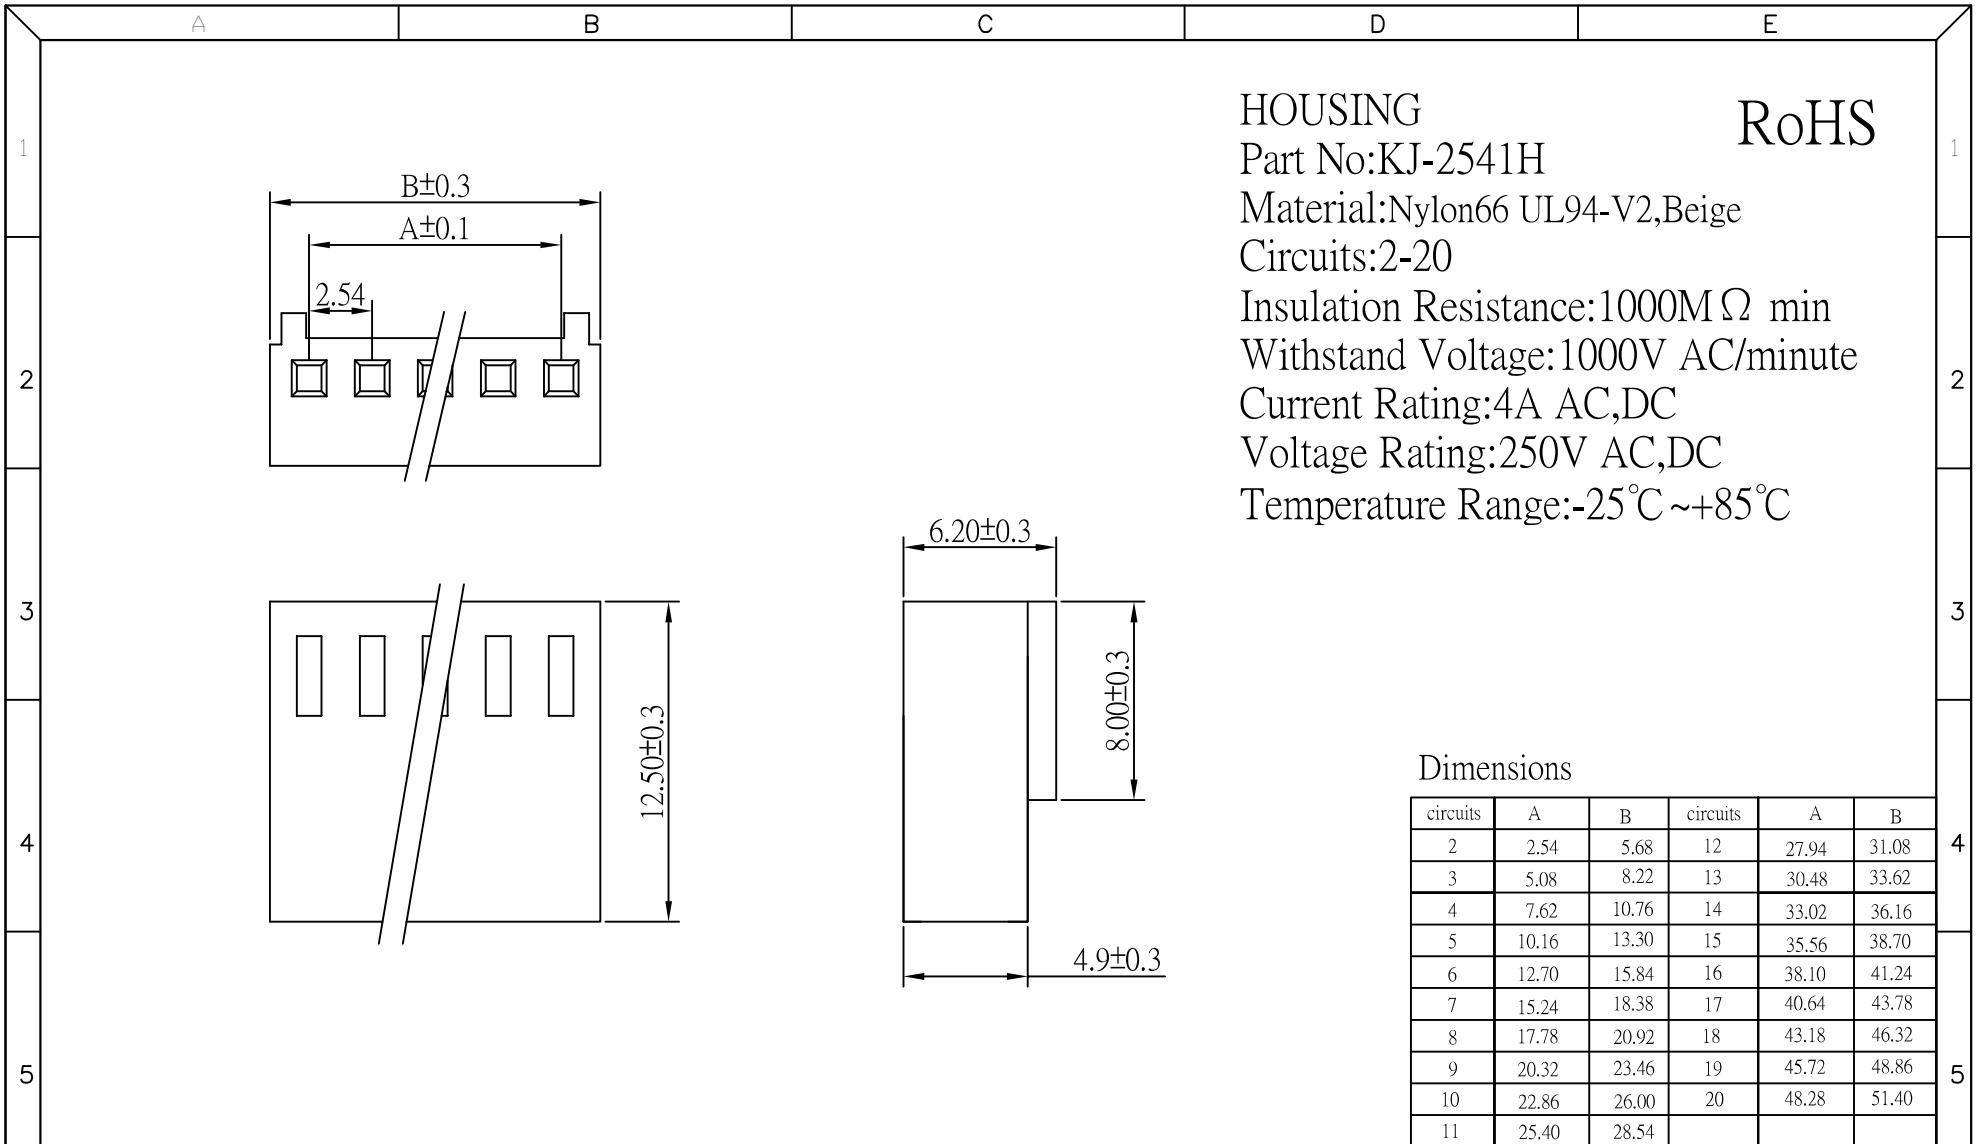 A B C D E
1 1
2 2
3 3
4 4
5 5
HOUSING
RoHS
Part No:KJ-2541H
Material:Nylon66 UL94-V2,Beige
Circuits:2-20
Insulation Resistance:1000MΩ min
Withstand Voltage:1000V AC/minute
Current Rating:4A AC,DC
Voltage Rating:250V AC,DC
Temperature Range:-25℃~+85℃
B±0.3
A±0.1
2.54
12.50±0.3
6.20±0.3
8.00±0.3
4.9±0.3
Dimensions
circuits A B circuits A B
2 2.54 5.68 12 27.94 31.08
3 5.08 8.22 13 30.48 33.62
4 7.62 10.76 14 33.02 36.16
5 10.16 13.30 15 35.56 38.70
6 12.70 15.84 16 38.10 41.24
7 15.24 18.38 17 40.64 43.78
8 17.78 20.92 18 43.18 46.32
9 20.32 23.46 19 45.72 48.86
10 22.86 26.00 20 48.28 51.40
11 25.40 28.54